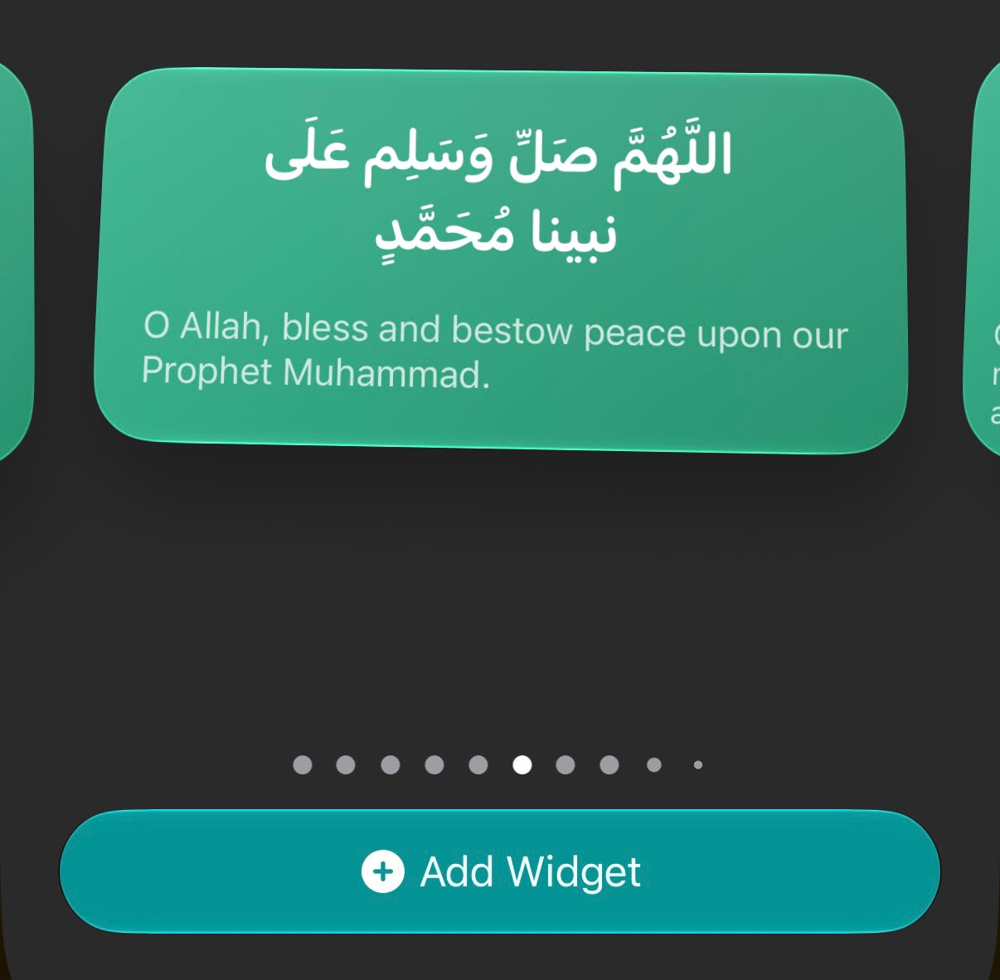 اللَّهُمَّ صَلِّ وَسَلِم عَلَى
نبينا مُحَمَّدٍ
O Allah, bless and bestow peace upon our
Prophet Muhammad.
Add Widget